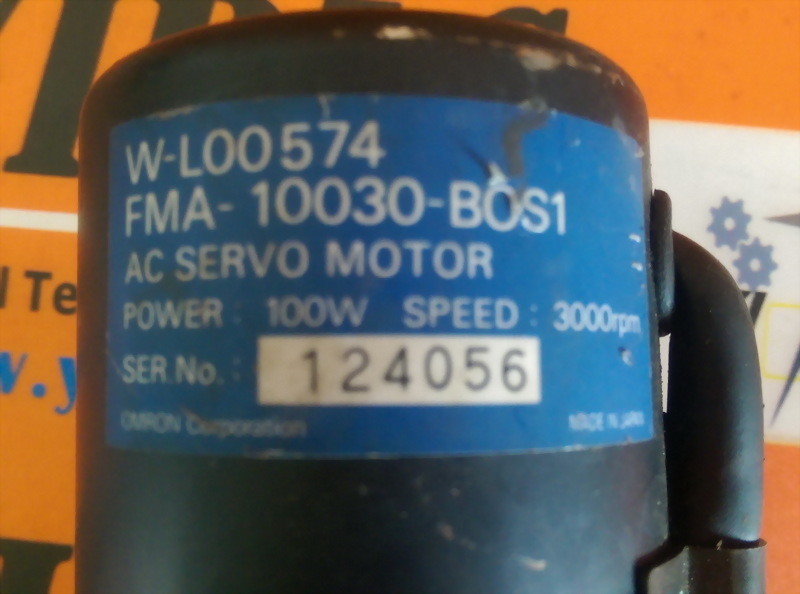 W-L00574
FMA-10030-BOS1
AC SERVO MOTOR
POWER : 100W SPEED : 3000rpm
SER.No. : 124056
OMRON Corporation MADE IN JAPAN